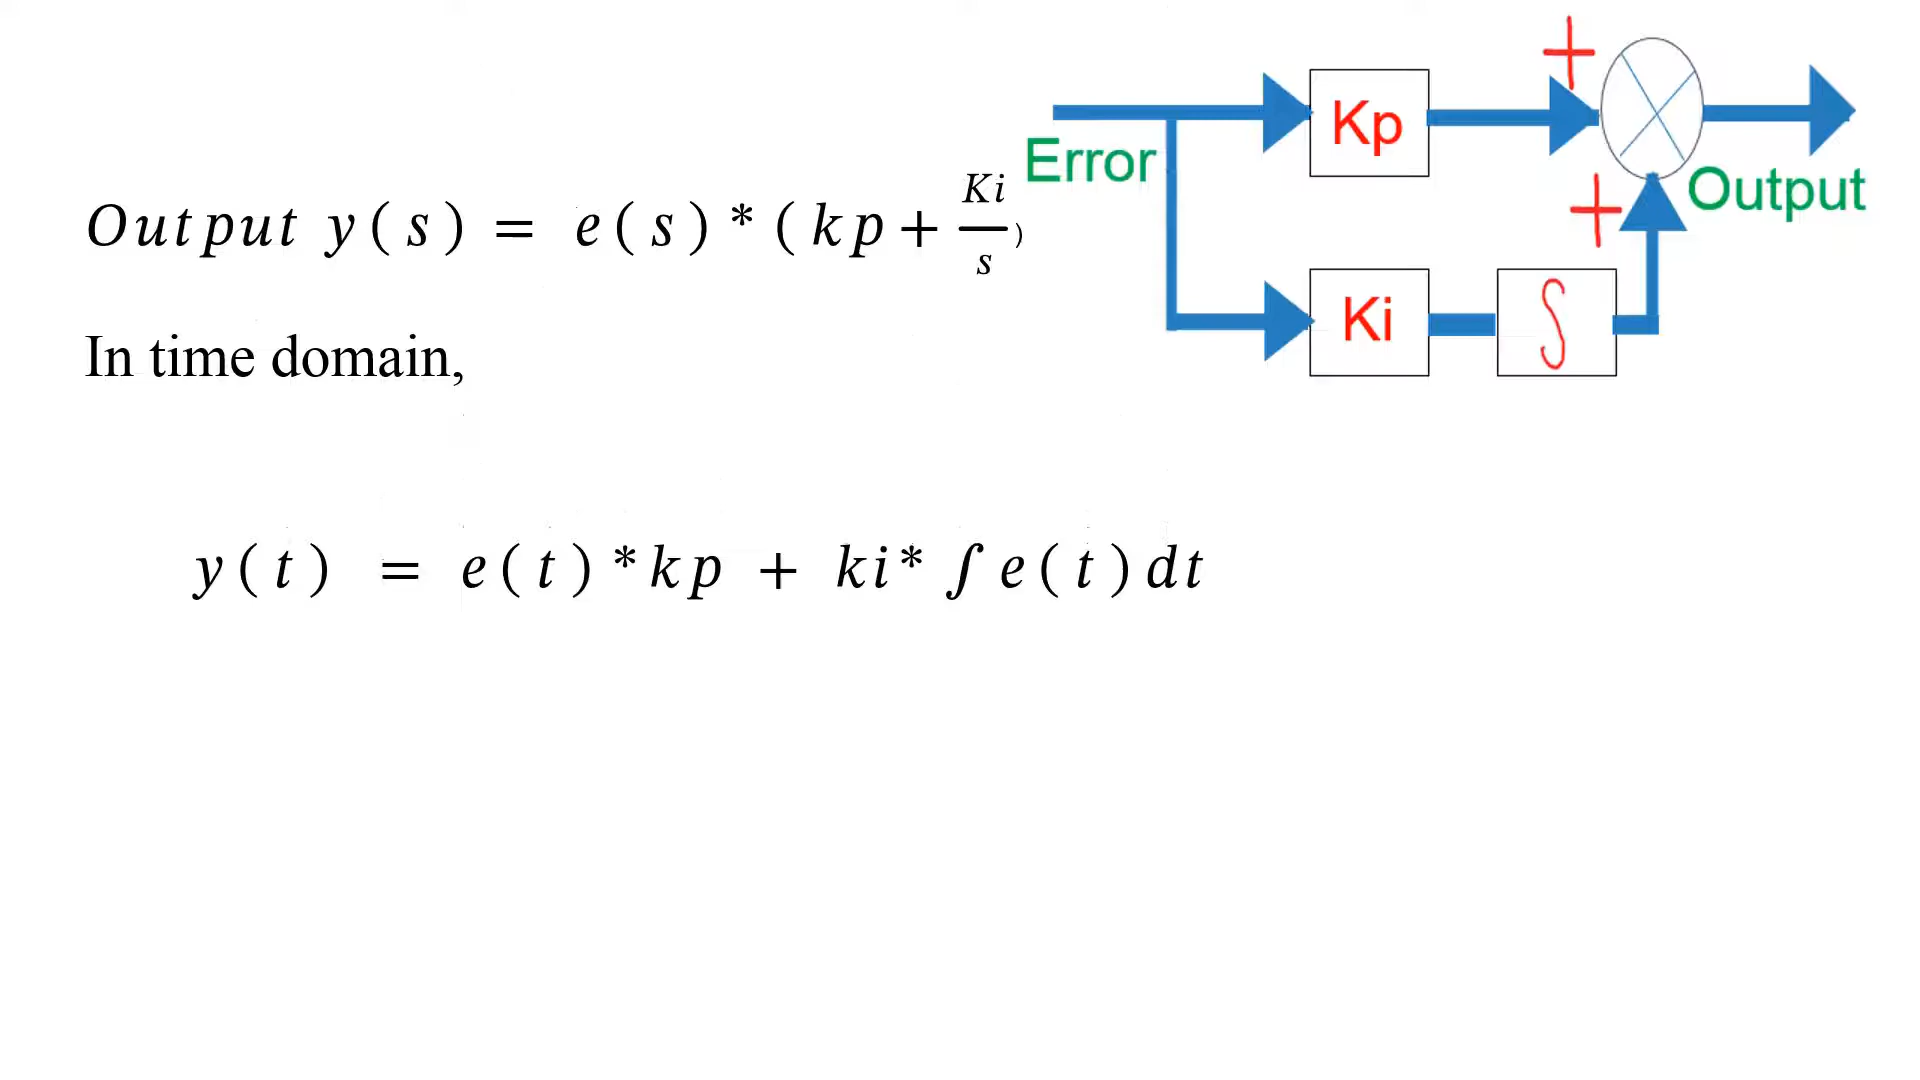 Output y(s) = e(s)*(kp+Ki/s)
In time domain,
y(t) = e(t)*kp + ki*∫e(t)dt
Error
Kp
+
+
Output
Ki
∫